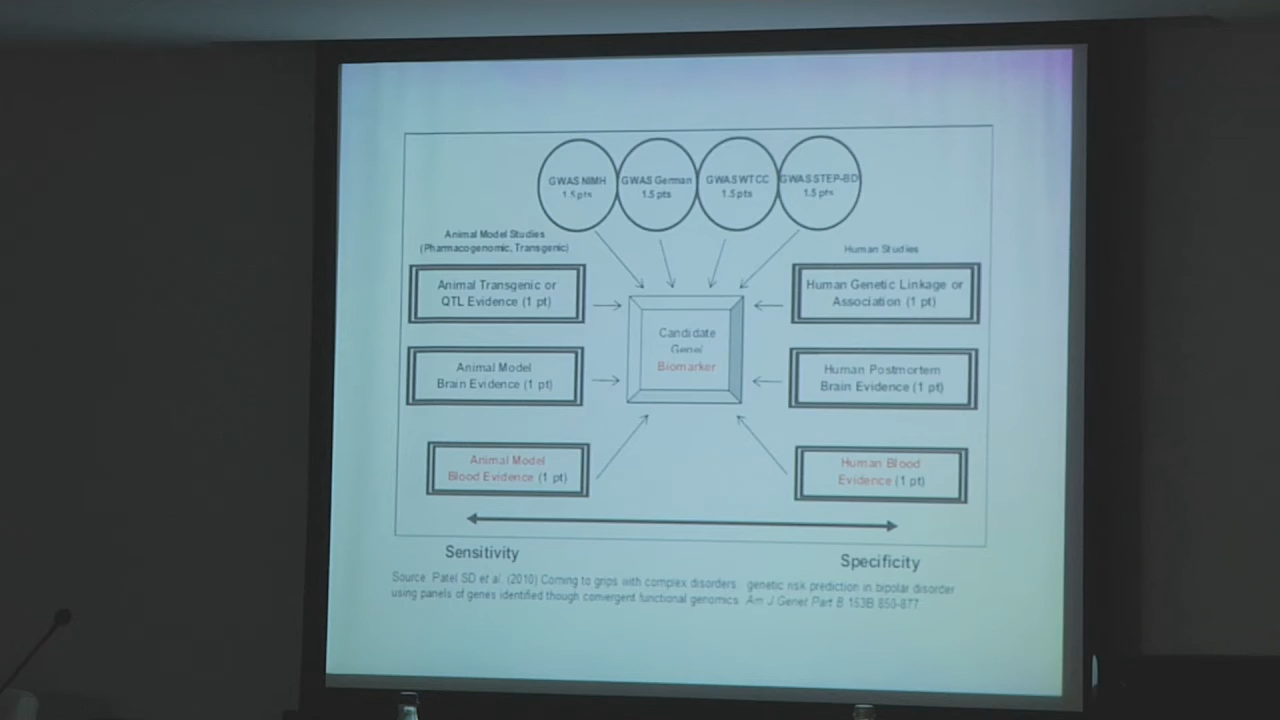 GWAS NIMH
1.5 pts
GWAS German
1.5 pts
GWAS WTCC
1.5 pts
GWAS STEP-BD
1.5 pts
Animal Model Studies
(Pharmacogenomic, Transgenic)
Human Studies
Animal Transgenic or
QTL Evidence (1 pt)
Human Genetic Linkage or
Association (1 pt)
Candidate
Gene/
Biomarker
Animal Model
Brain Evidence (1 pt)
Human Postmortem
Brain Evidence (1 pt)
Animal Model
Blood Evidence (1 pt)
Human Blood
Evidence (1 pt)
Sensitivity
Specificity
Source: Patel SD et al. (2010) Coming to grips with complex disorders: genetic risk prediction in bipolar disorder
using panels of genes identified though convergent functional genomics. Am J Genet Part B 153B 850-877